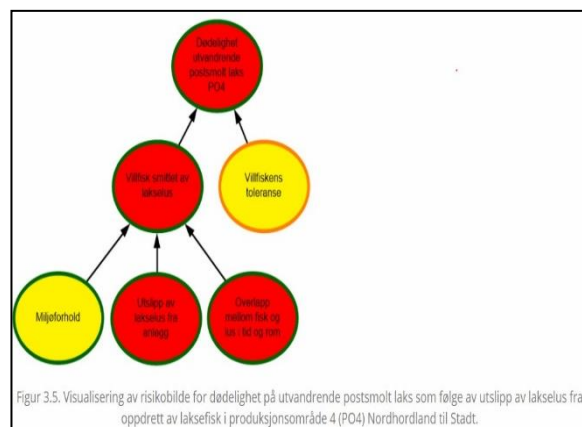 Dødelighet
utvandrende
postsmolt laks
PO4
Villfisk smittet av
lakselus
Villfiskens
toleranse
Miljøforhold
Utslipp av
lakselus fra
anlegg
Overlapp
mellom fisk og
lus i tid og rom
Figur 3.5. Visualisering av risikobilde for dødelighet på utvandrende postsmolt laks som følge av utslipp av lakselus fra
oppdrett av laksefisk i produksjonsområde 4 (PO4) Nordhordland til Stadt.